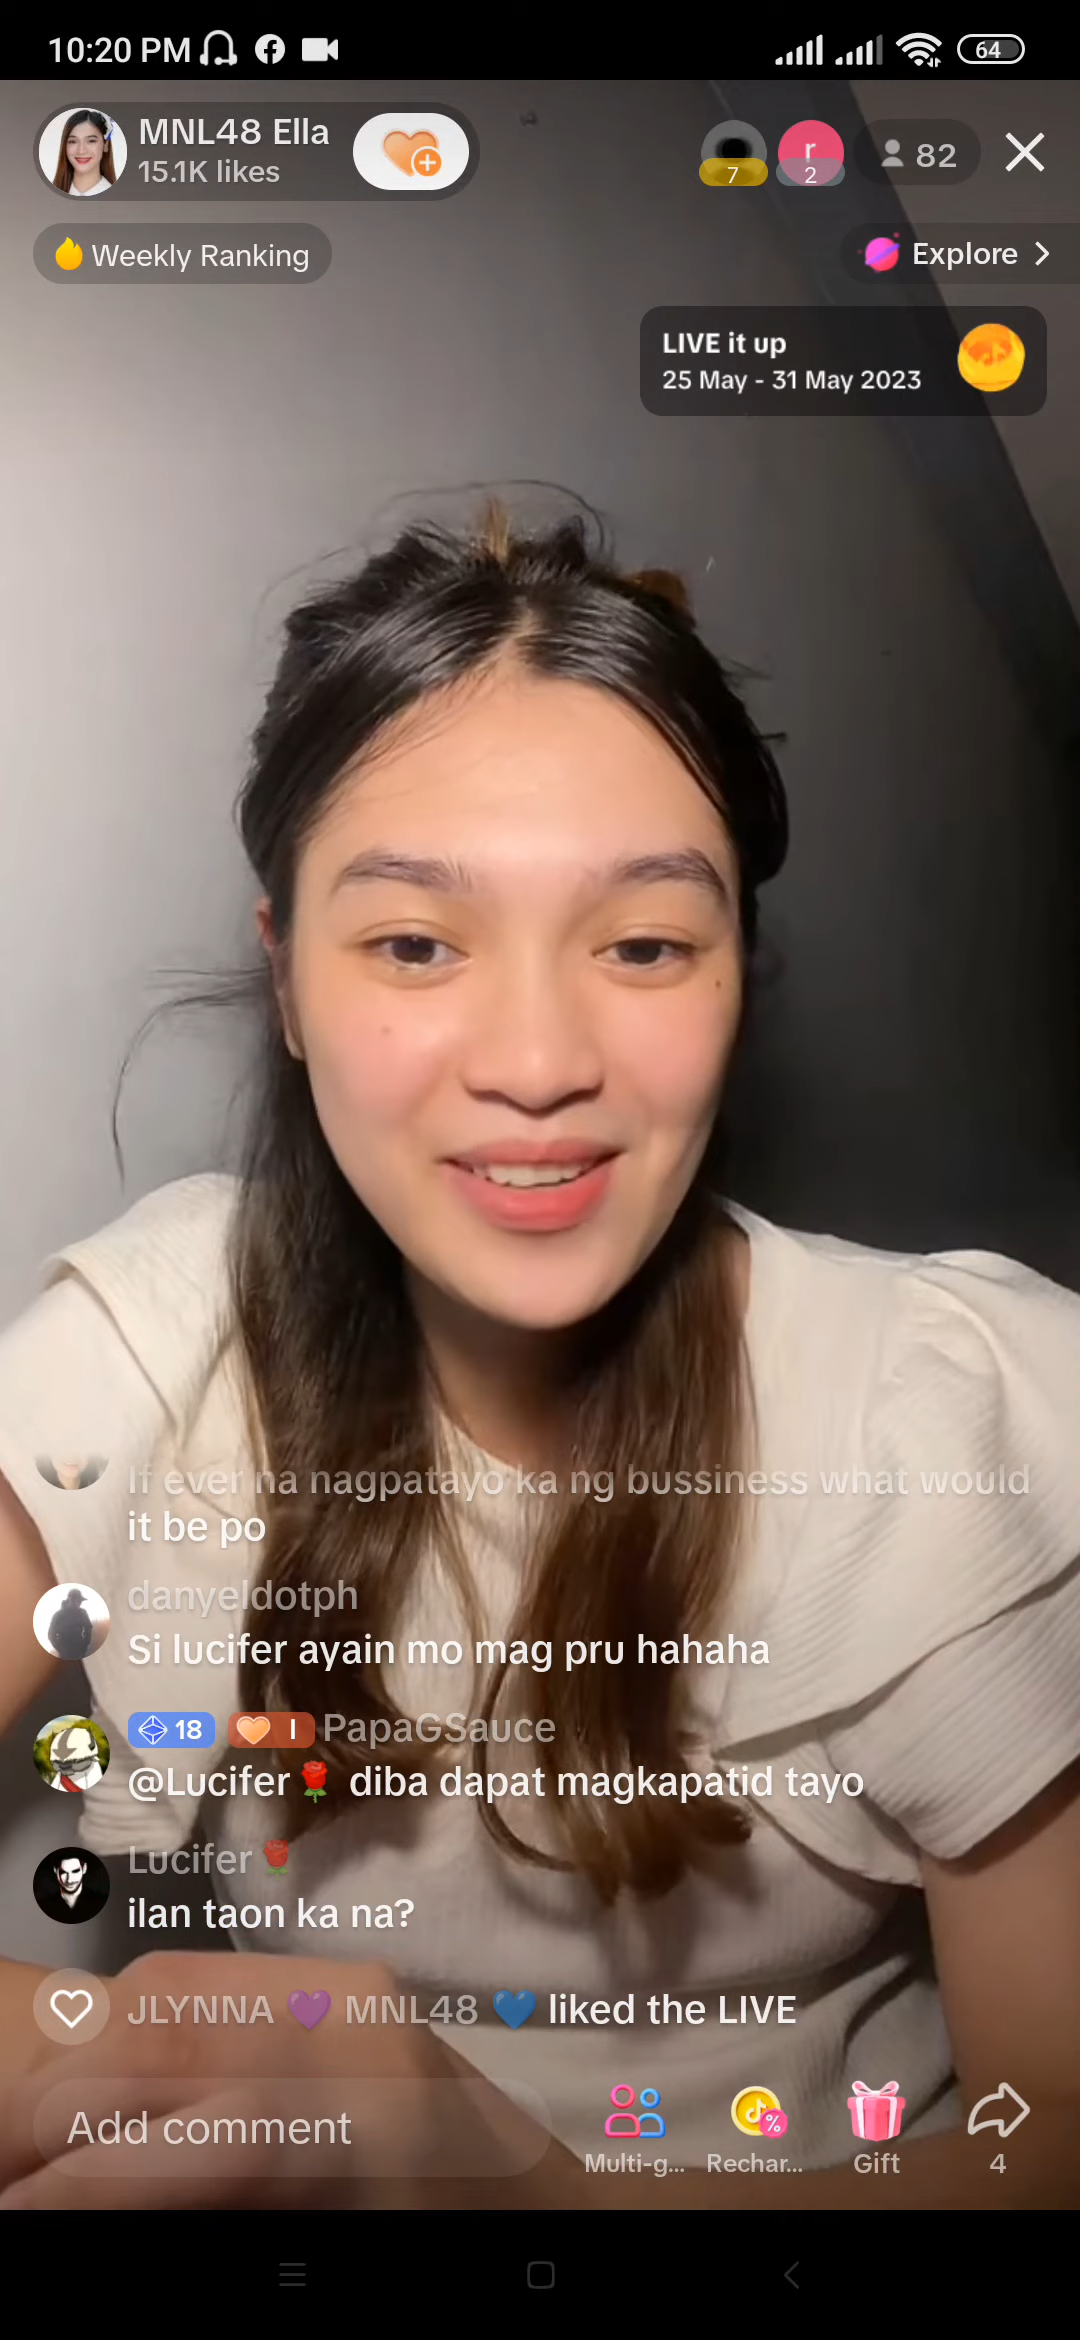 10:20 PM
64
MNL48 Ella
15.1K likes
7
r
2
82
Weekly Ranking
Explore
LIVE it up
25 May - 31 May 2023
If ever na nagpatayo ka ng bussiness what would
it be po
danyeldotph
Si lucifer ayain mo mag pru hahaha
18 I PapaGSauce
@Lucifer🌹 diba dapat magkapatid tayo
Lucifer🌹
ilan taon ka na?
JLYNNA 💜 MNL48 💙 liked the LIVE
Add comment
Multi-g...
Rechar...
Gift
4